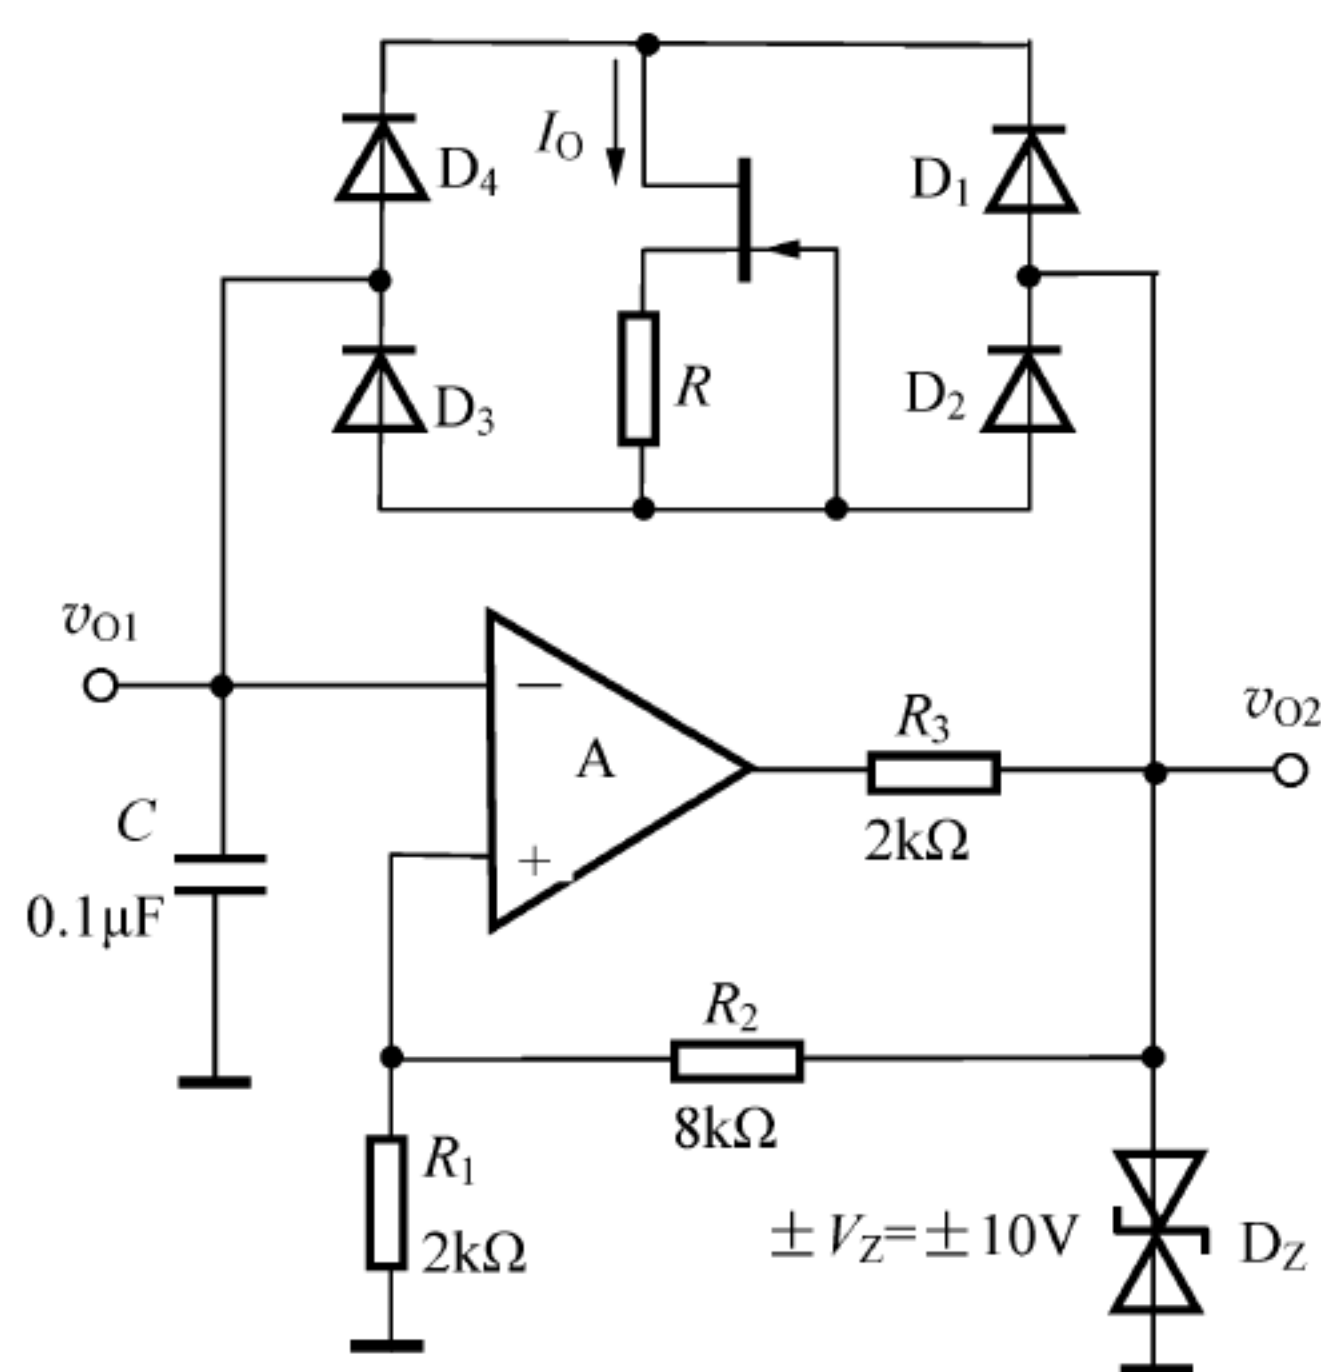 I_O
D_4
D_1
R
D_3
D_2
v_O1
−
A
R_3
v_O2
C
+
2kΩ
0.1μF
R_2
8kΩ
R_1
2kΩ
±V_Z=±10V
D_Z